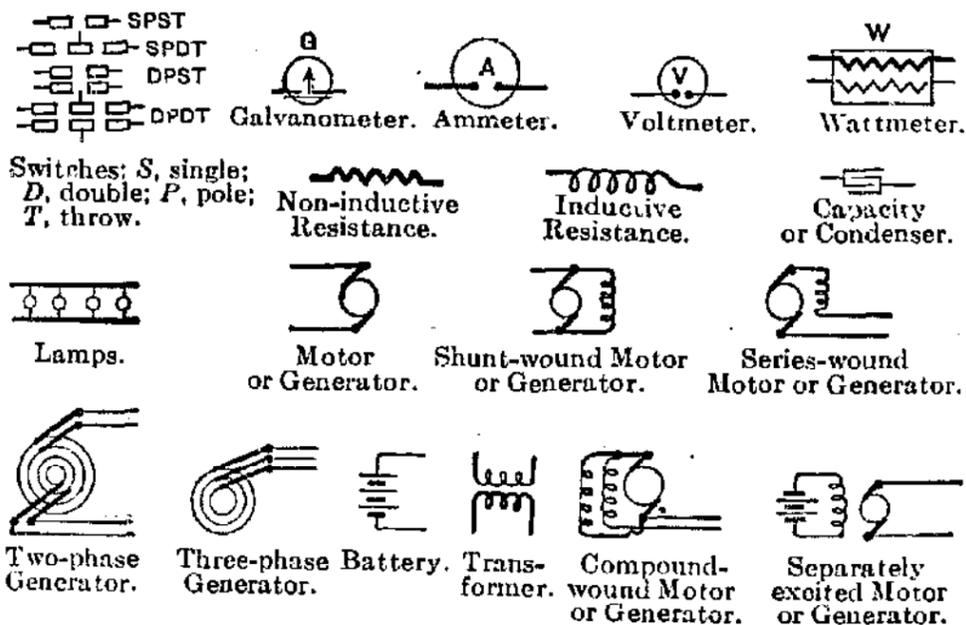 SPST
SPDT
DPST
DPDT
Switches; S, single;
D, double; P, pole;
T, throw.
G
Galvanometer.
A
Ammeter.
V
Voltmeter.
W
Wattmeter.
Non-inductive
Resistance.
Inductive
Resistance.
Capacity
or Condenser.
Lamps.
Motor
or Generator.
Shunt-wound Motor
or Generator.
Series-wound
Motor or Generator.
Two-phase
Generator.
Three-phase
Generator.
Battery.
Trans-
former.
Compound-
wound Motor
or Generator.
Separately
excited Motor
or Generator.